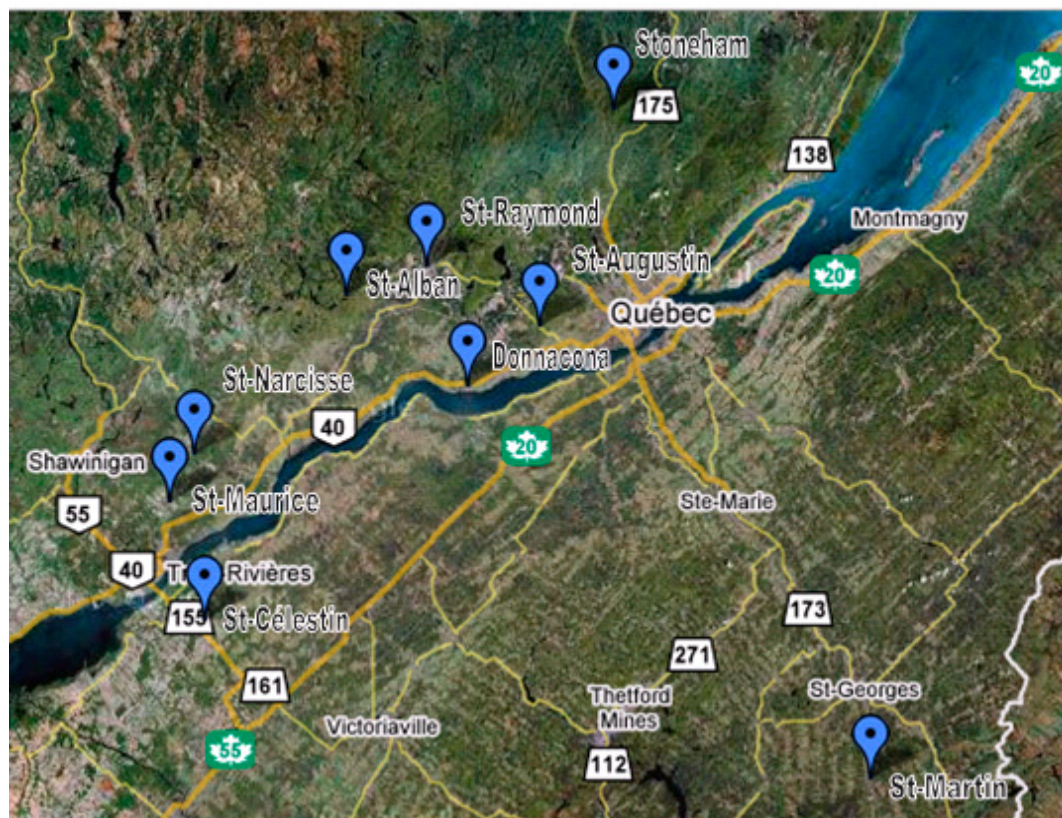 Stoneham
20
175
138
St-Raymond
Montmagny
St-Augustin
St-Alban
20
Québec
Donnacona
St-Narcisse
40
20
Shawinigan
St-Maurice
Ste-Marie
55
40
Rivières
155
St-Célestin
173
271
161
St-Georges
Thetford
Mines
Victoriaville
55
112
St-Martin